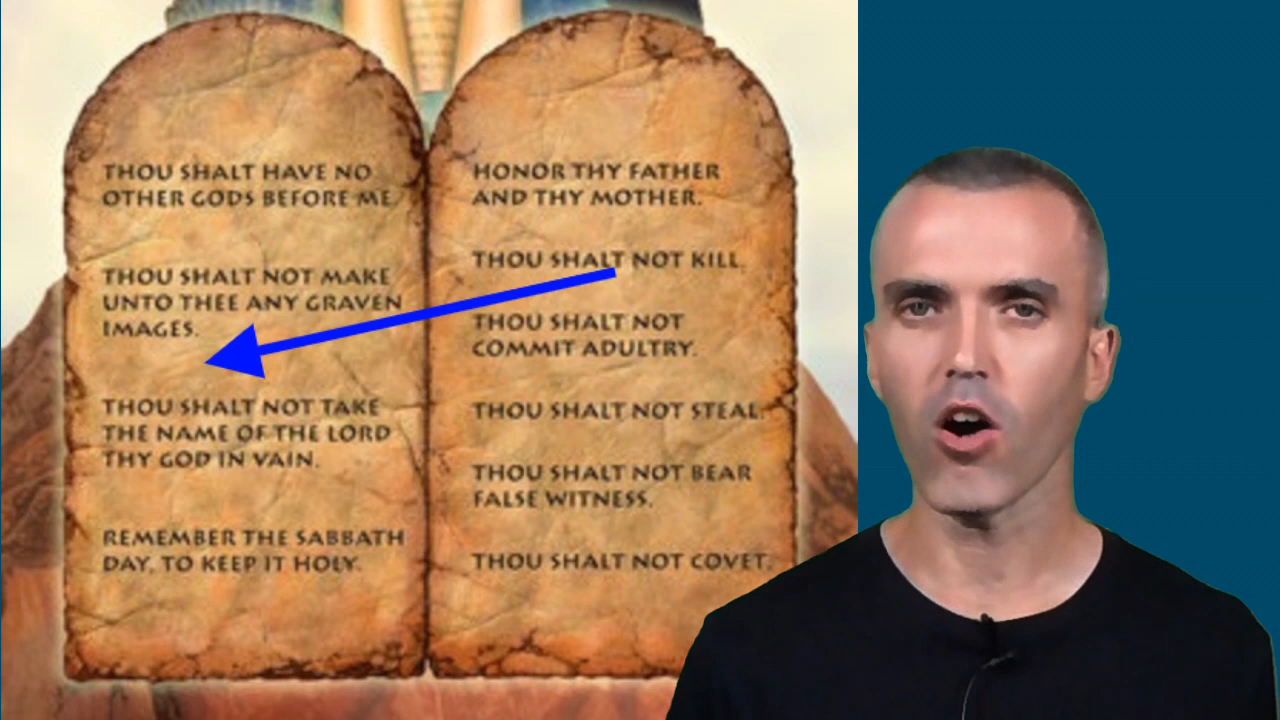 THOU SHALT HAVE NO
OTHER GODS BEFORE ME.
THOU SHALT NOT MAKE
UNTO THEE ANY GRAVEN
IMAGES.
THOU SHALT NOT TAKE
THE NAME OF THE LORD
THY GOD IN VAIN.
REMEMBER THE SABBATH
DAY, TO KEEP IT HOLY.
HONOR THY FATHER
AND THY MOTHER.
THOU SHALT NOT KILL.
THOU SHALT NOT
COMMIT ADULTRY.
THOU SHALT NOT STEAL.
THOU SHALT NOT BEAR
FALSE WITNESS.
THOU SHALT NOT COVET.